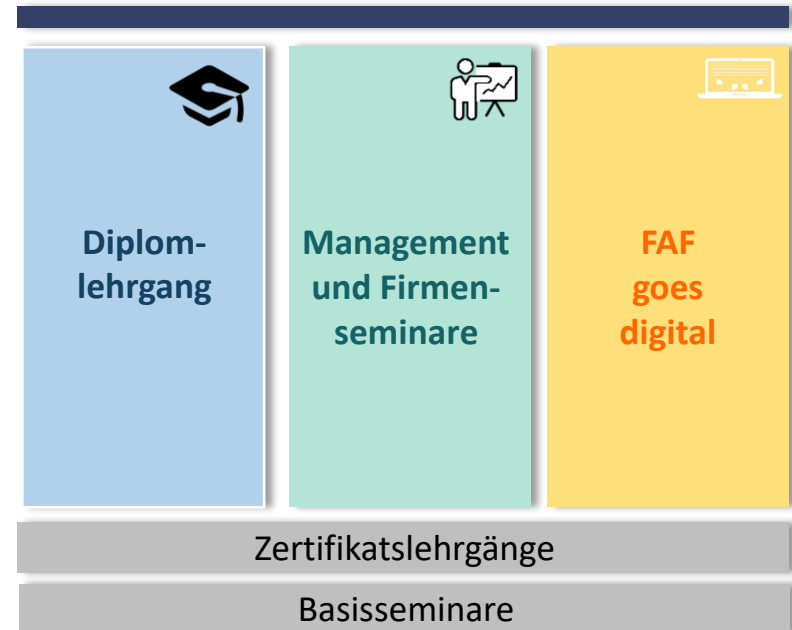 Diplom-
lehrgang
Management
und Firmen-
seminare
FAF
goes
digital
Zertifikatslehrgänge
Basisseminare